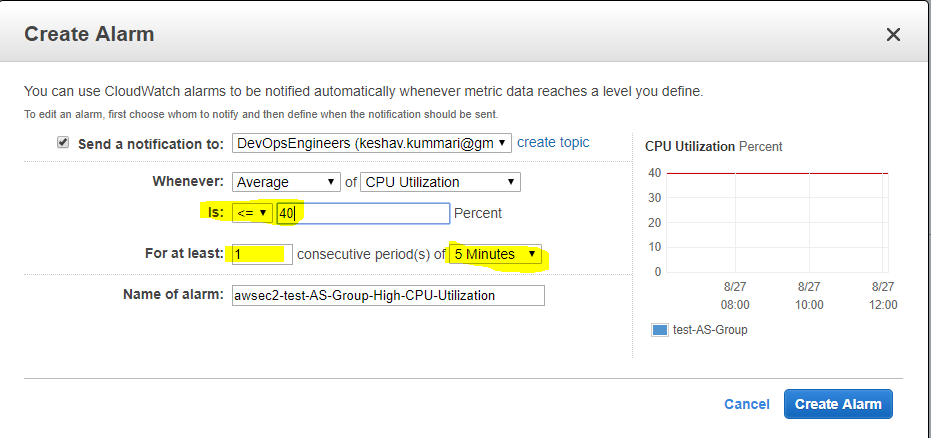 Create Alarm
You can use CloudWatch alarms to be notified automatically whenever metric data reaches a level you define.
To edit an alarm, first choose whom to notify and then define when the notification should be sent.
Send a notification to: DevOpsEngineers (keshav.kummari@gm create topic
Whenever: Average of CPU Utilization
Is: <= 40 Percent
For at least: 1 consecutive period(s) of 5 Minutes
Name of alarm: awsec2-test-AS-Group-High-CPU-Utilization
CPU Utilization Percent
40
30
20
10
0
8/27 8/27 8/27
08:00 10:00 12:00
test-AS-Group
Cancel Create Alarm